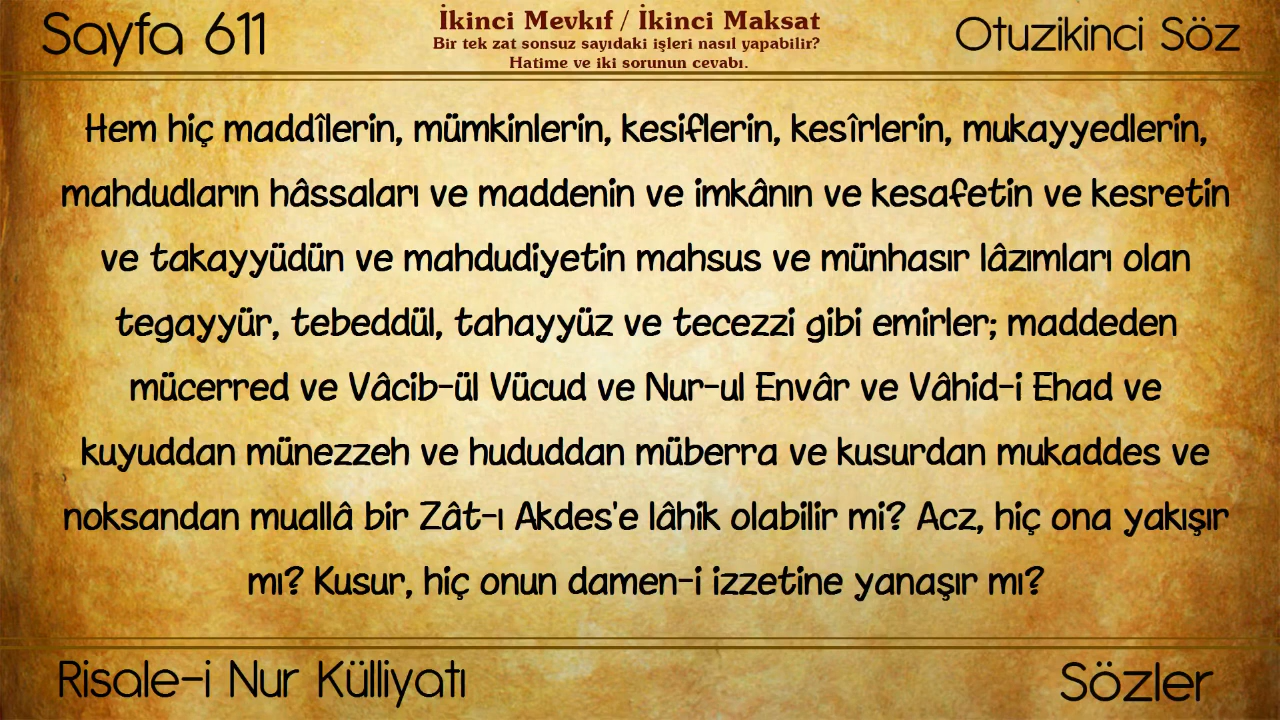 Sayfa 611
İkinci Mevkıf / İkinci Maksat
Bir tek zat sonsuz sayıdaki işleri nasıl yapabilir?
Hatime ve iki sorunun cevabı.
Otuzikinci Söz
Hem hiç maddîlerin, mümkinlerin, kesiflerin, kesîrlerin, mukayyedlerin,
mahdudların hâssaları ve maddenin ve imkânın ve kesafetin ve kesretin
ve takayyüdün ve mahdudiyetin mahsus ve münhasır lâzımları olan
tegayyür, tebeddül, tahayyüz ve tecezzi gibi emirler; maddeden
mücerred ve Vâcib-ül Vücud ve Nur-ul Envâr ve Vâhid-i Ehad ve
kuyuddan münezzeh ve hududdan müberra ve kusurdan mukaddes ve
noksandan muallâ bir Zât-ı Akdes'e lâhik olabilir mi? Acz, hiç ona yakışır
mı? Kusur, hiç onun damen-i izzetine yanaşır mı?
Risale-i Nur Külliyatı
Sözler